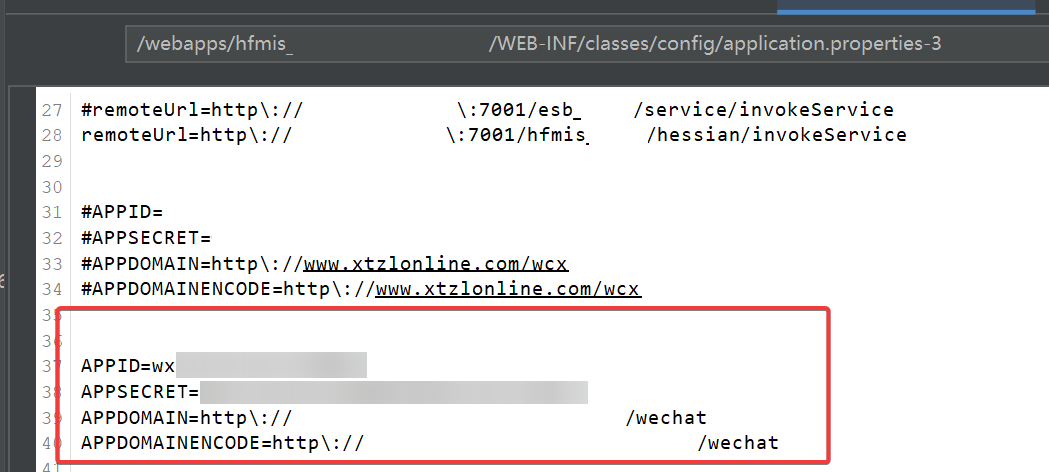 /webapps/hfmis_ /WEB-INF/classes/config/application.properties-3
27 #remoteUrl=http\:// \:7001/esb_ /service/invokeService
28 remoteUrl=http\:// \:7001/hfmis_ /hessian/invokeService
29
30
31 #APPID=
32 #APPSECRET=
33 #APPDOMAIN=http\://www.xtzlonline.com/wcx
34 #APPDOMAINENCODE=http\://www.xtzlonline.com/wcx
35
36
37 APPID=wx
38 APPSECRET=
39 APPDOMAIN=http\:// /wechat
40 APPDOMAINENCODE=http\:// /wechat
41